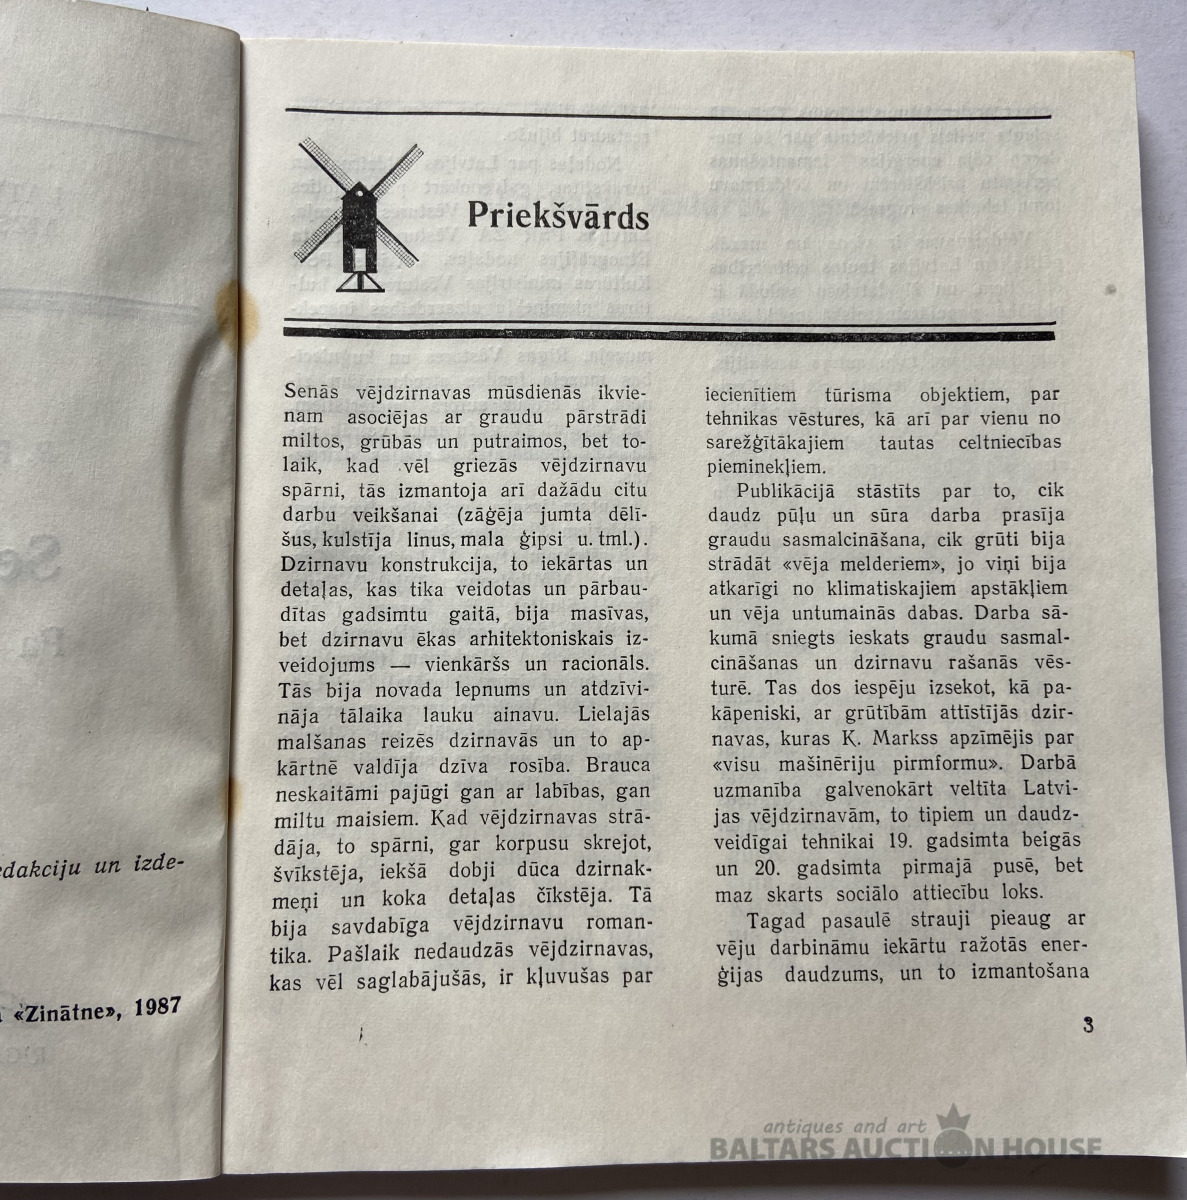 Priekšvārds
Senās vējdzirnavas mūsdienās ikvie-
nam asociējas ar graudu pārstrādi
miltos, grūbās un putraimos, bet to-
laik, kad vēl griezās vējdzirnavu
spārni, tās izmantoja arī dažādu citu
darbu veikšanai (zāģēja jumta dēlī-
šus, kulstīja linus, mala ģipsi u. tml.).
Dzirnavu konstrukcija, to iekārtas un
detaļas, kas tika veidotas un pārbau-
dītas gadsimtu gaitā, bija masīvas,
bet dzirnavu ēkas arhitektoniskais iz-
veidojums — vienkāršs un racionāls.
Tās bija novada lepnums un atdzīvi-
nāja tālaika lauku ainavu. Lielajās
malšanas reizēs dzirnavās un to ap-
kārtnē valdīja dzīva rosība. Brauca
neskaitāmi pajūgi gan ar labības, gan
miltu maisiem. Kad vējdzirnavas strā-
dāja, to spārni, gar korpusu skrejot,
švīkstēja, iekšā dobji dūca dzirnak-
meņi un koka detaļas čīkstēja. Tā
bija savdabīga vējdzirnavu roman-
tika. Pašlaik nedaudzās vējdzirnavas,
kas vēl saglabājušās, ir kļuvušas par
iecienītiem tūrisma objektiem, par
tehnikas vēstures, kā arī par vienu no
sarežģītākajiem tautas celtniecības
pieminekļiem.
Publikācijā stāstīts par to, cik
daudz pūļu un sūra darba prasīja
graudu sasmalcināšana, cik grūti bija
strādāt «vēja melderiem», jo viņi bija
atkarīgi no klimatiskajiem apstākļiem
un vēja untumainās dabas. Darba sā-
kumā sniegts ieskats graudu sasmal-
cināšanas un dzirnavu rašanās vēs-
turē. Tas dos iespēju izsekot, kā pa-
kāpeniski, ar grūtībām attīstījās dzir-
navas, kuras K. Markss apzīmējis par
«visu mašinēriju pirmformu». Darbā
uzmanība galvenokārt veltīta Latvi-
jas vējdzirnavām, to tipiem un daudz-
veidīgai tehnikai 19. gadsimta beigās
un 20. gadsimta pirmajā pusē, bet
maz skarts sociālo attiecību loks.
Tagad pasaulē strauji pieaug ar
vēju darbināmu iekārtu ražotās ener-
ģijas daudzums, un to izmantošana
3
edakciju un izde-
«Zinātne», 1987
antiques and art
BALTARS AUCTION HOUSE